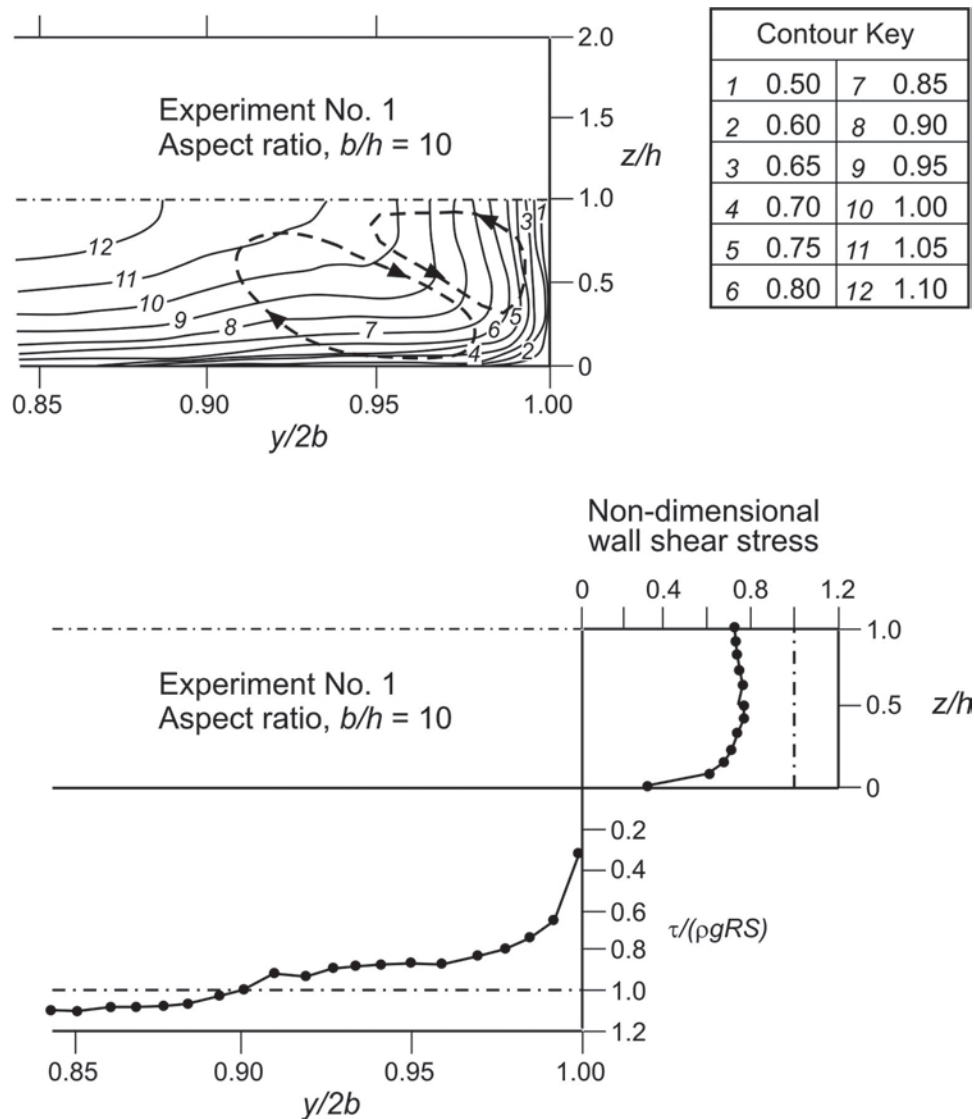 2.0
Experiment No. 1
Aspect ratio, b/h = 10
1.5
z/h
1.0
0.5
0
12
11
10
9
8
7
6
5
4
3
2
1
0.85 0.90 0.95 1.00
y/2b
Contour Key
1 0.50 7 0.85
2 0.60 8 0.90
3 0.65 9 0.95
4 0.70 10 1.00
5 0.75 11 1.05
6 0.80 12 1.10
Non-dimensional
wall shear stress
0 0.4 0.8 1.2
Experiment No. 1
Aspect ratio, b/h = 10
1.0
0.5 z/h
0
0.2
0.4
0.6
τ/(ρgRS)
0.8
1.0
1.2
0.85 0.90 0.95 1.00
y/2b